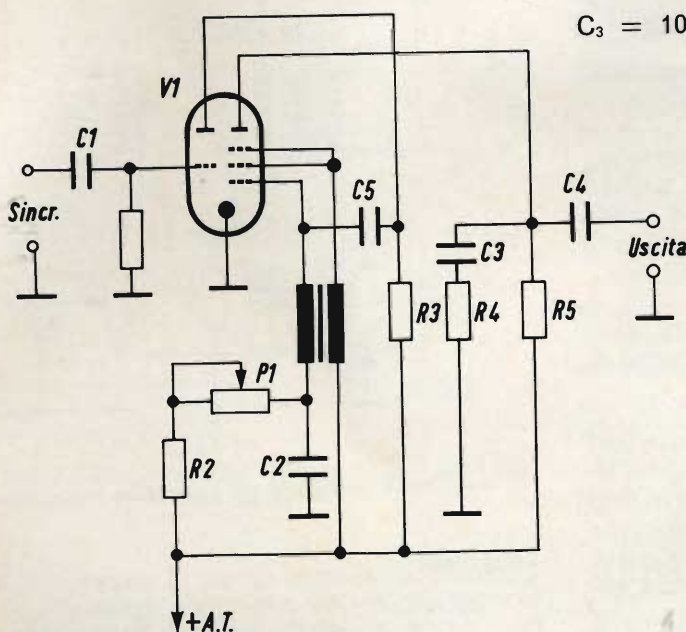 C₃ = 10
V1
C1
Sincr.
C5
C4
C3
Uscita
R3
R4
R5
P1
R2
C2
+A.T.